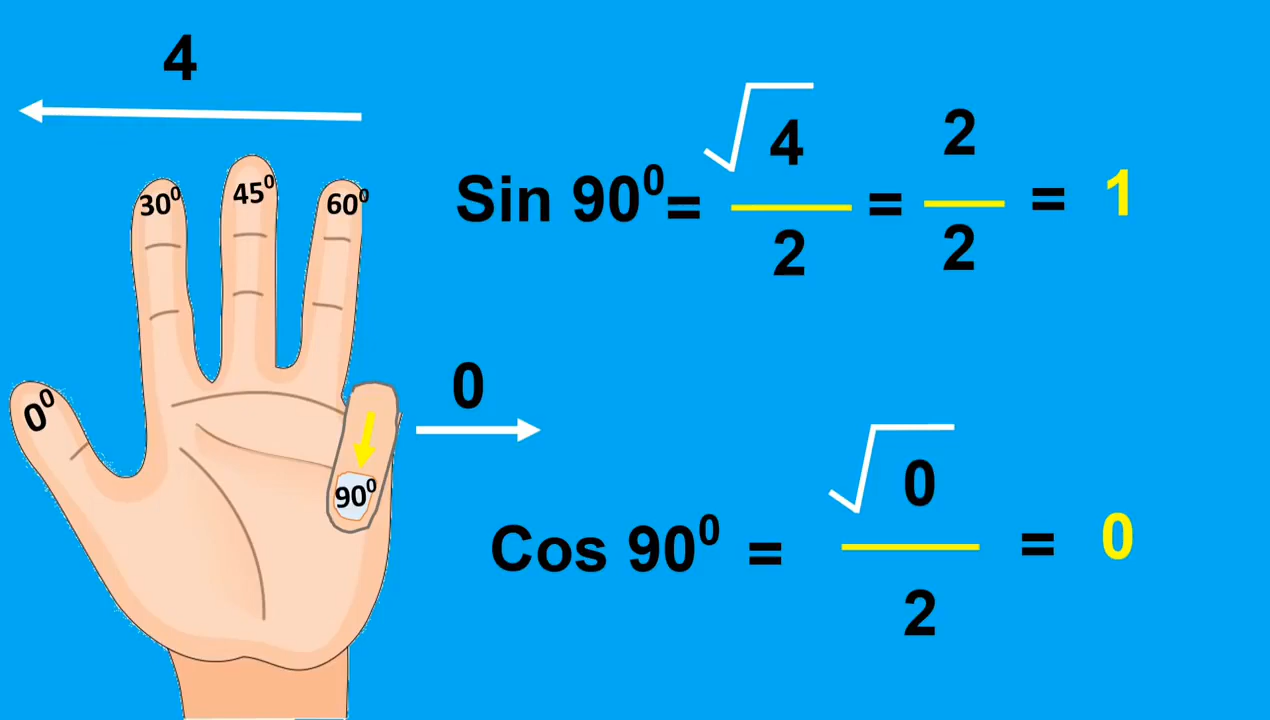 4
30⁰ 45⁰ 60⁰
0⁰
90⁰
0
Sin 90⁰ = √4 / 2 = 2 / 2 = 1
Cos 90⁰ = √0 / 2 = 0